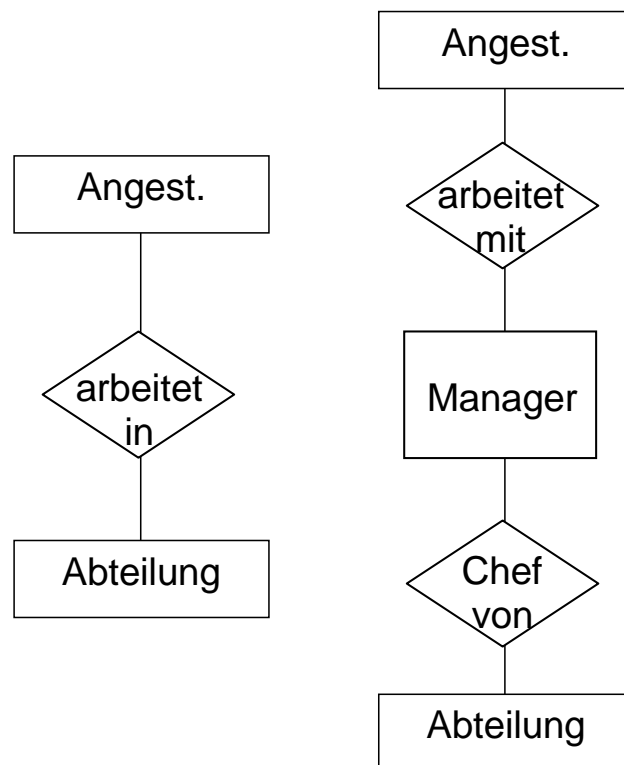 Angest.
arbeitet
in
Abteilung
Angest.
arbeitet
mit
Manager
Chef
von
Abteilung